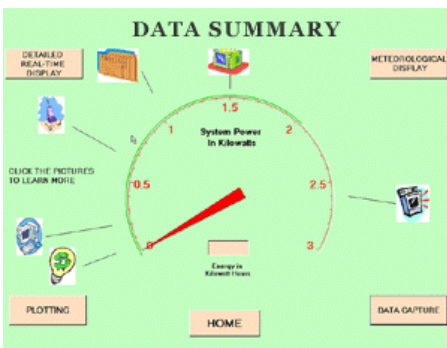 DATA SUMMARY
DETAILED
REAL-TIME
DISPLAY
METEOROLOGICAL
DISPLAY
1.5
1
2
System Power
In Kilowatts
CLICK THE PICTURES
TO LEARN MORE
0.5
2.5
0
3
Energy in
Kilowatt Hours
PLOTTING
HOME
DATA CAPTURE